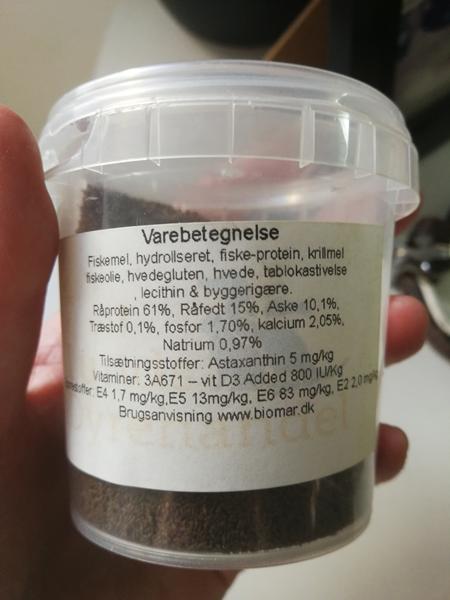 Varebetegnelse
Fiskemel, hydrollseret, fiske-protein, krillmel
fiskeolie, hvedegluten, hvede, tablokastivelse
, lecithin & byggerigære.
Råprotein 61%, Råfedt 15%, Aske 10,1%,
Træstof 0,1%, fosfor 1,70%, kalcium 2,05%,
Natrium 0,97%
Tilsætningsstoffer: Astaxanthin 5 mg/kg
Vitaminer: 3A671 – vit D3 Added 800 IU/Kg
E4 1,7 mg/kg,E5 13mg/kg, E6 83 mg/kg, E2 2,0 mg/kg
Brugsanvisning www.biomar.dk